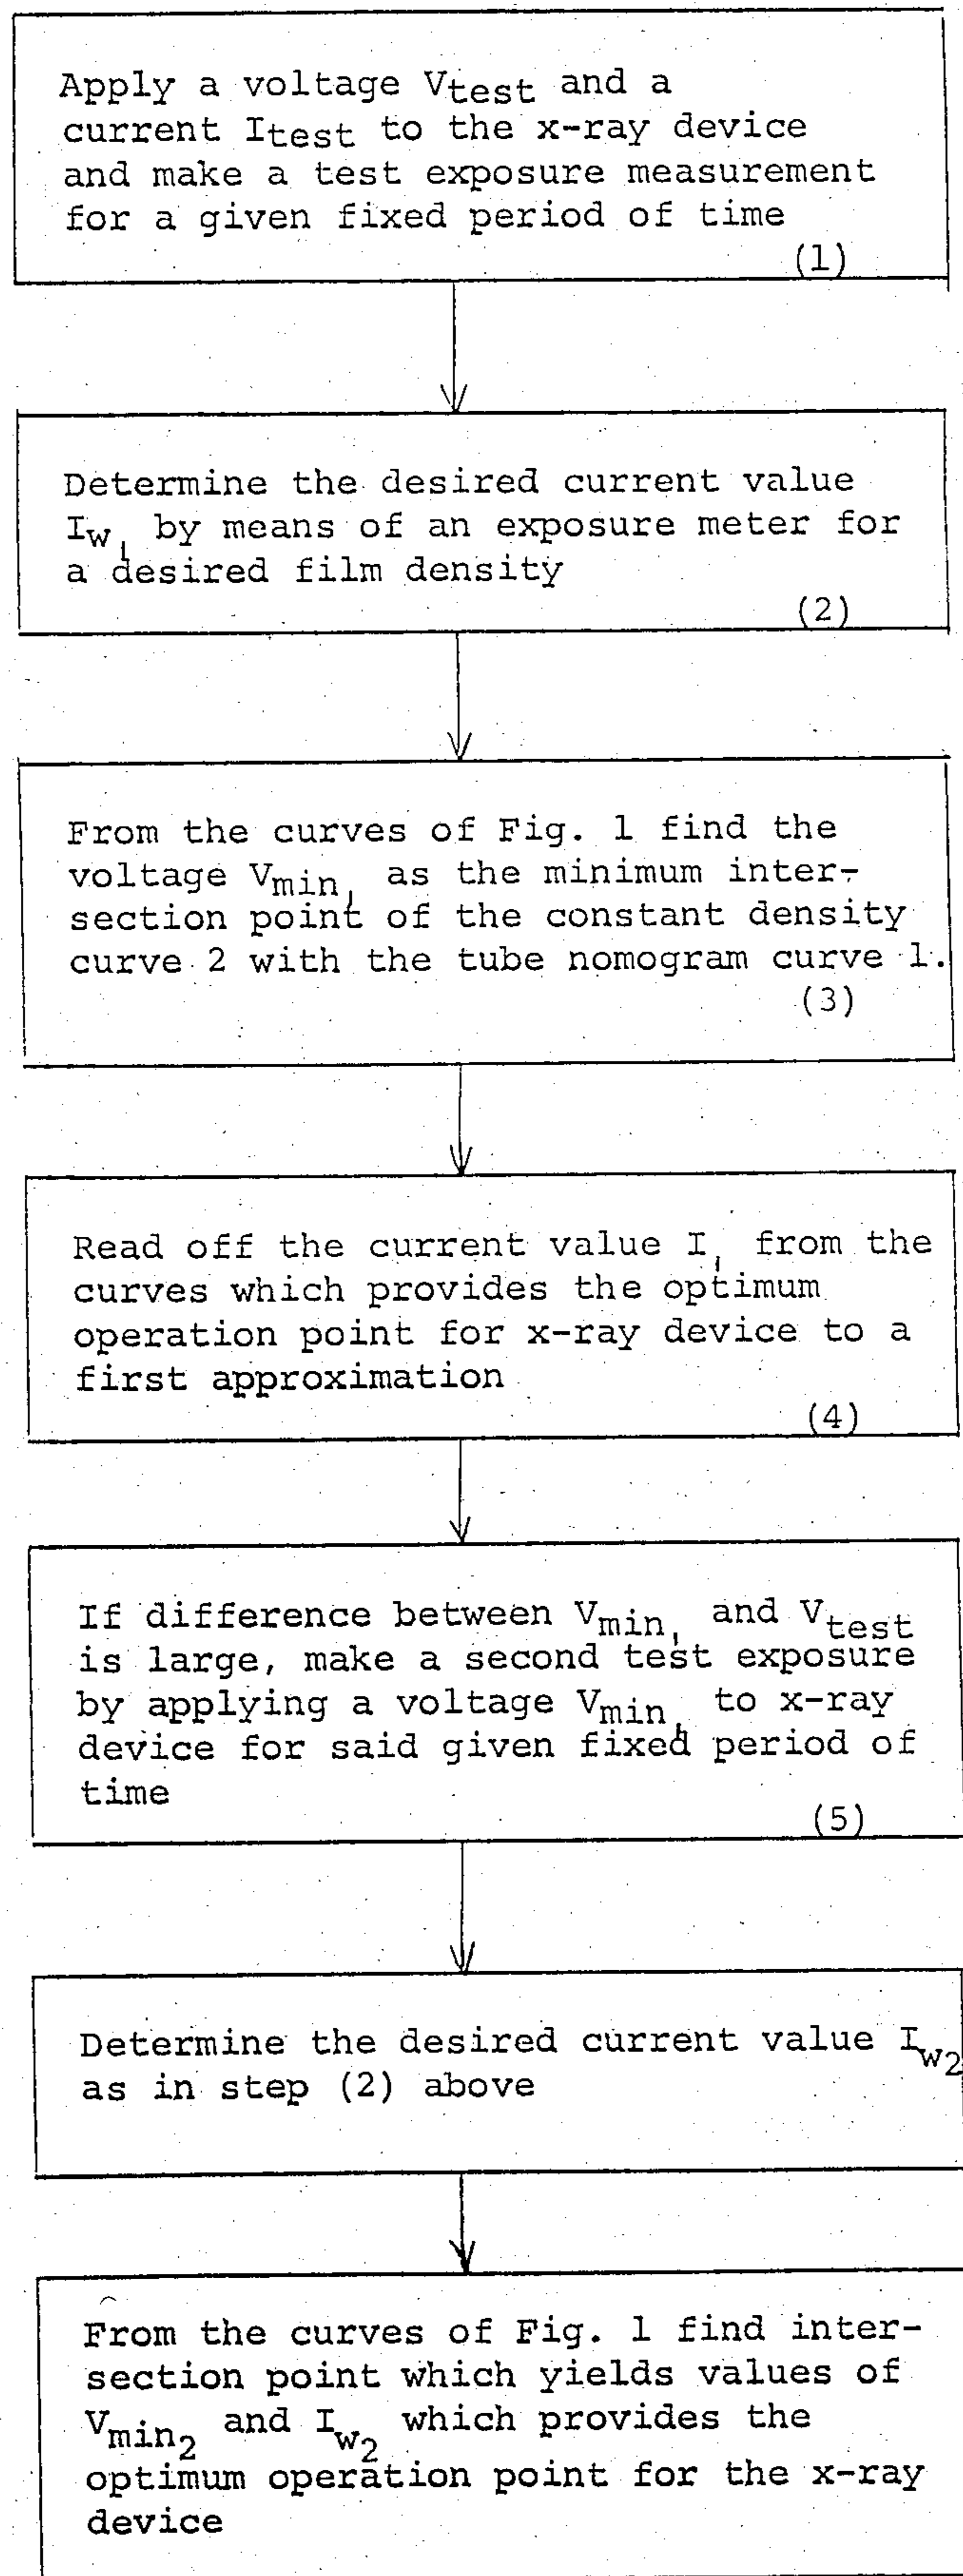 Apply a voltage Vtest and a
current Itest to the x-ray device
and make a test exposure measurement
for a given fixed period of time
(1)
Determine the desired current value
Iw1 by means of an exposure meter for
a desired film density
(2)
From the curves of Fig. 1 find the
voltage Vmin1 as the minimum inter-
section point of the constant density
curve 2 with the tube nomogram curve 1.
(3)
Read off the current value I1 from the
curves which provides the optimum
operation point for x-ray device to a
first approximation
(4)
If difference between Vmin1 and Vtest
is large, make a second test exposure
by applying a voltage Vmin1 to x-ray
device for said given fixed period of
time
(5)
Determine the desired current value Iw2
as in step (2) above
From the curves of Fig. 1 find inter-
section point which yields values of
Vmin2 and Iw2 which provides the
optimum operation point for the x-ray
device